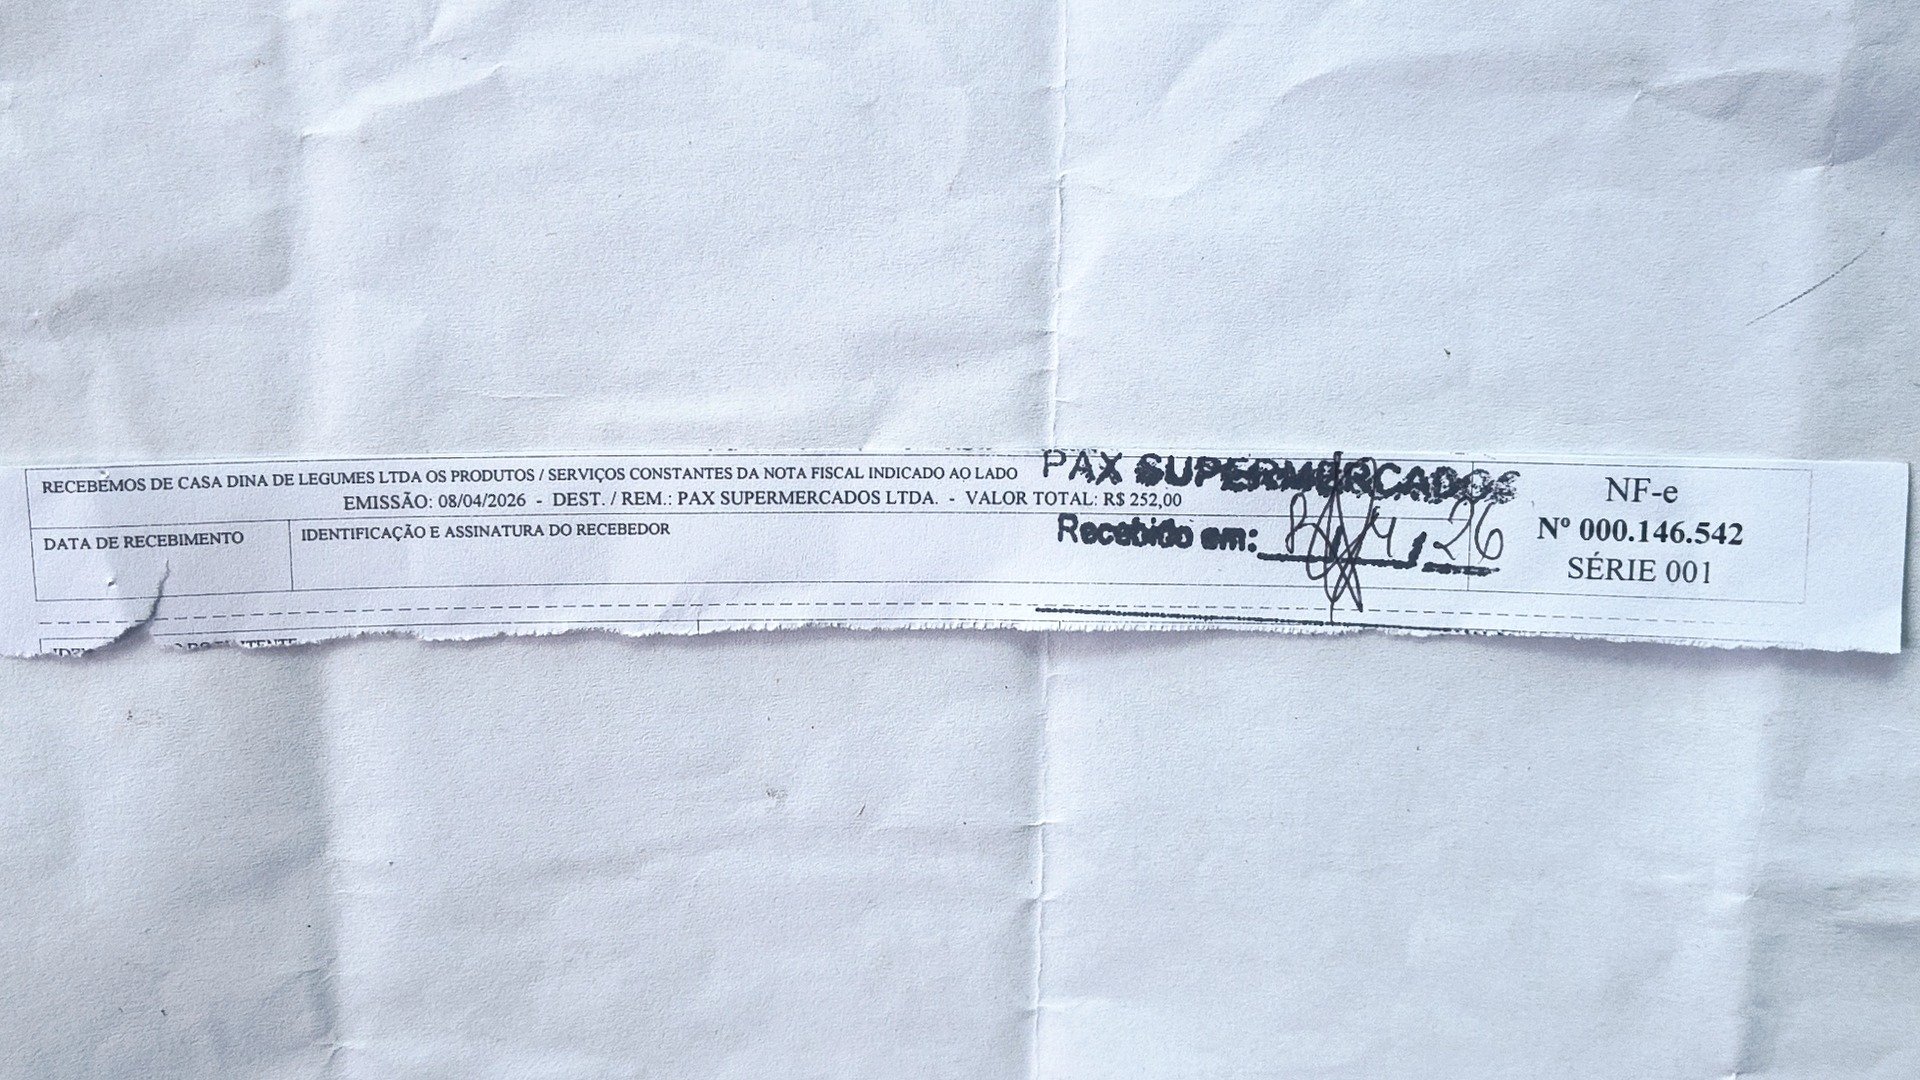 RECEBEMOS DE CASA DINA DE LEGUMES LTDA OS PRODUTOS / SERVIÇOS CONSTANTES DA NOTA FISCAL INDICADO AO LADO
EMISSÃO: 08/04/2026 - DEST. / REM.: PAX SUPERMERCADOS LTDA. - VALOR TOTAL: R$ 252,00
DATA DE RECEBIMENTO
IDENTIFICAÇÃO E ASSINATURA DO RECEBEDOR
PAX SUPERMERCADOS
Recebido em: 4 / 26
NF-e
Nº 000.146.542
SÉRIE 001